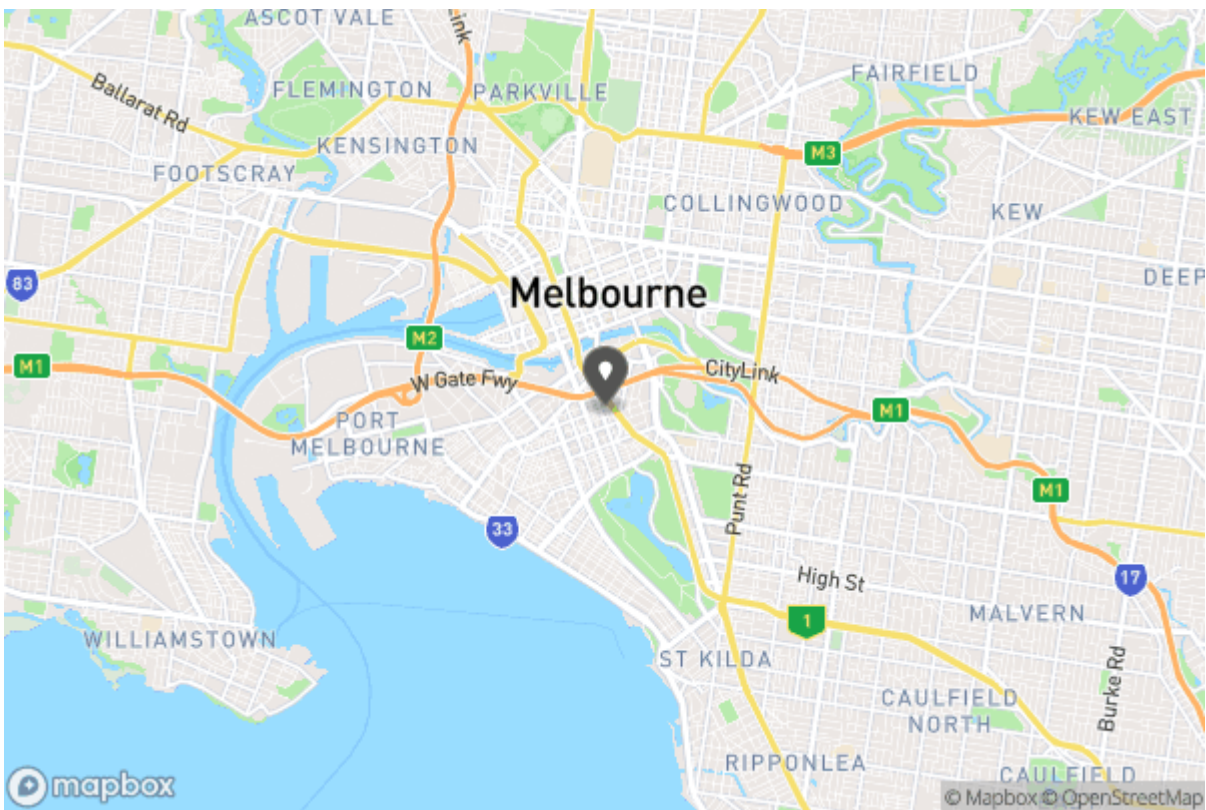 ASCOT VALE
Link
Ballarat Rd
FLEMINGTON
PARKVILLE
FAIRFIELD
KEW EAST
KENSINGTON
M3
FOOTSCRAY
COLLINGWOOD
KEW
83
DEEP
Melbourne
M2
M1
W Gate Fwy
CityLink
M1
PORT
MELBOURNE
M1
Punt Rd
33
High St
17
MALVERN
1
WILLIAMSTOWN
ST KILDA
Burke Rd
CAULFIELD
NORTH
RIPPONLEA
CAULFIELD
mapbox
© Mapbox © OpenStreetMap